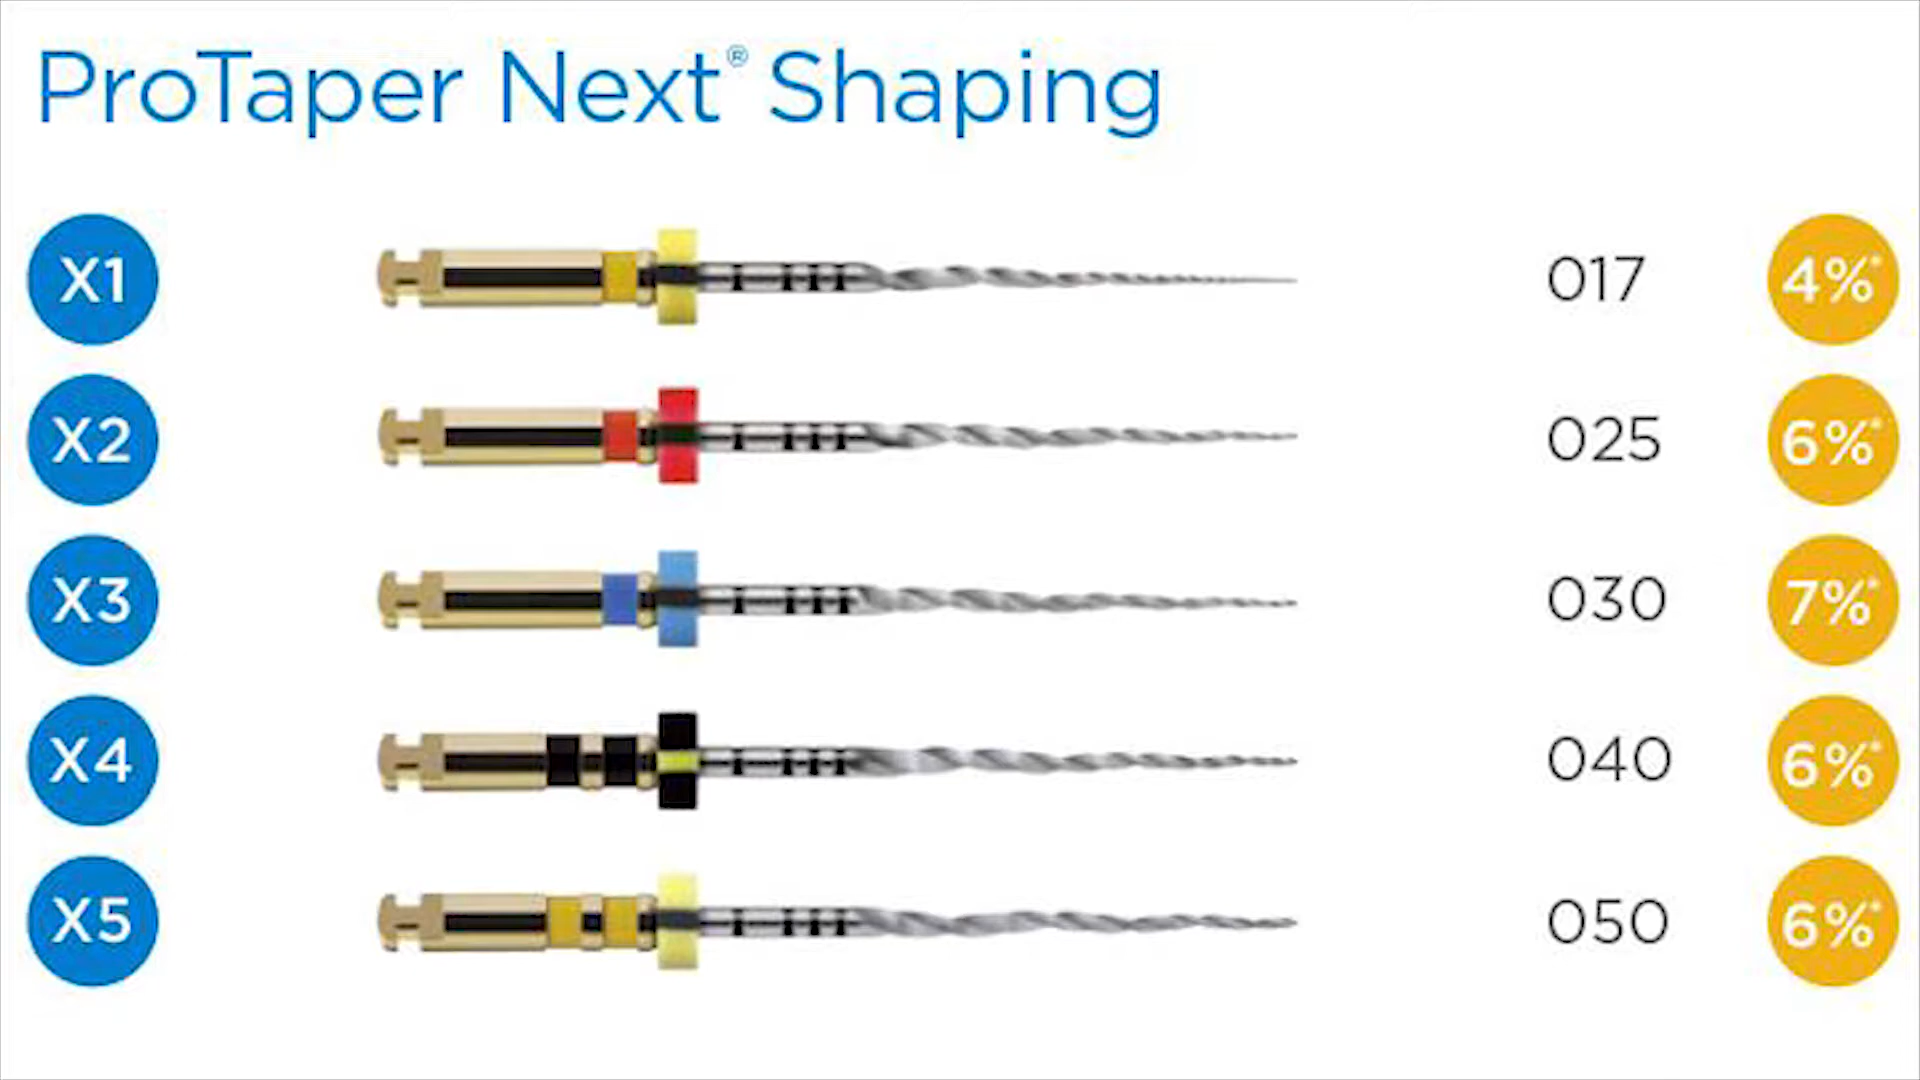 ProTaper Next® Shaping
X1 017 4%*
X2 025 6%*
X3 030 7%*
X4 040 6%*
X5 050 6%*